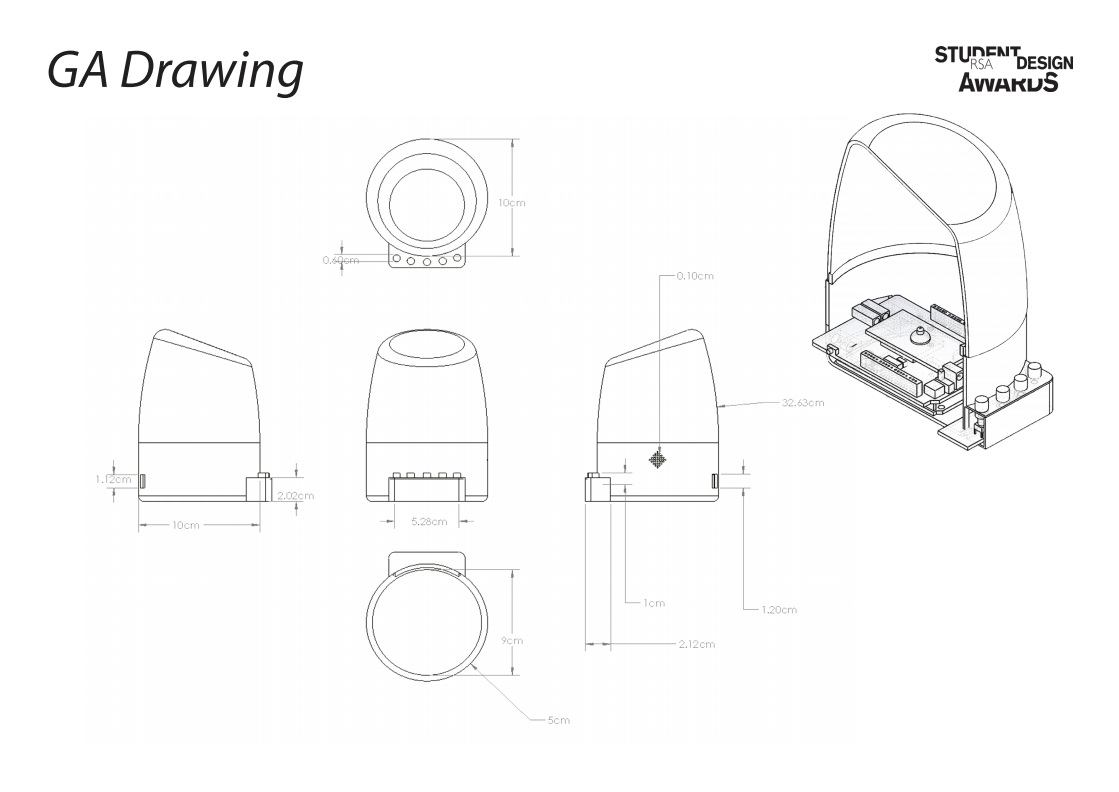 GA Drawing
STUDENT
RSA DESIGN
AWARDS
10cm
0.60cm
0.10cm
32.63cm
1.12cm
2.02cm
10cm
5.28cm
1cm
1.20cm
9cm
2.12cm
5cm